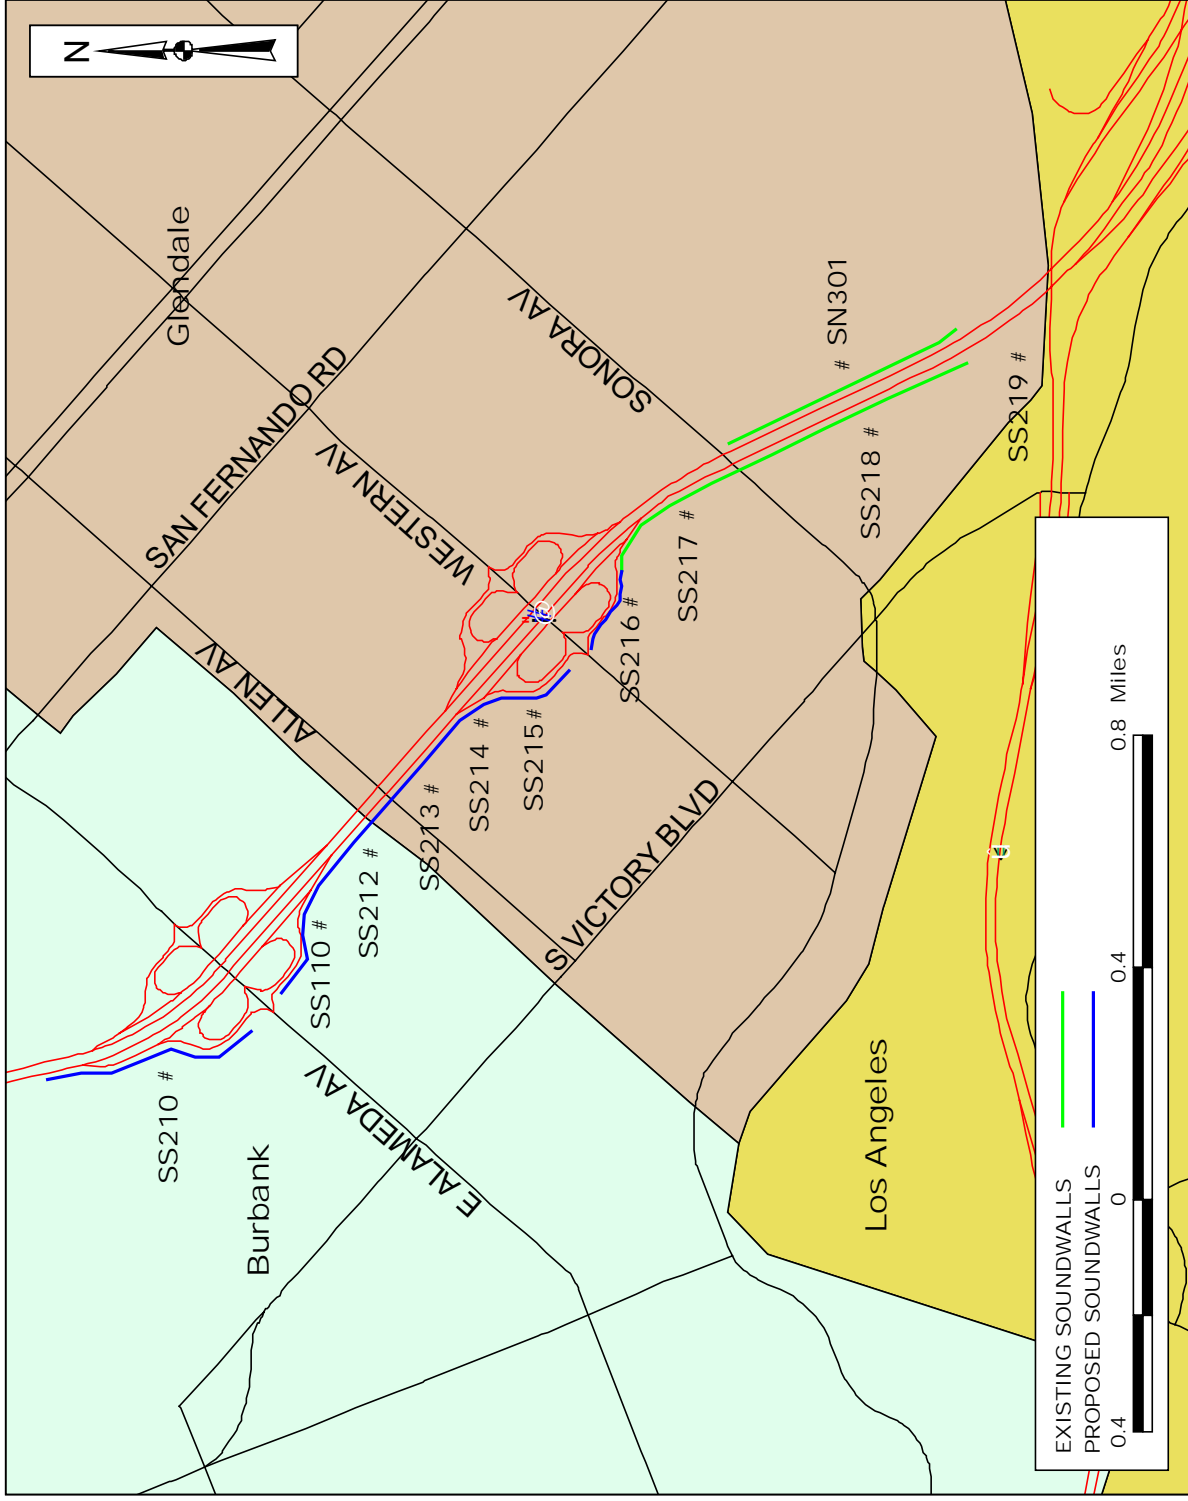 N
Glendale
SAN FERNANDO RD
WESTERN AV
SONORA AV
ALLEN AV
SN301 #
SS219 #
SS218 #
SS217 #
SS216 #
SS215 #
SS214 #
SS213 #
SS212 #
SS110 #
SS210 #
S VICTORY BLVD
E ALAMEDA AV
Burbank
Los Angeles
EXISTING SOUNDWALLS
PROPOSED SOUNDWALLS
0.4 0 0.4 0.8 Miles